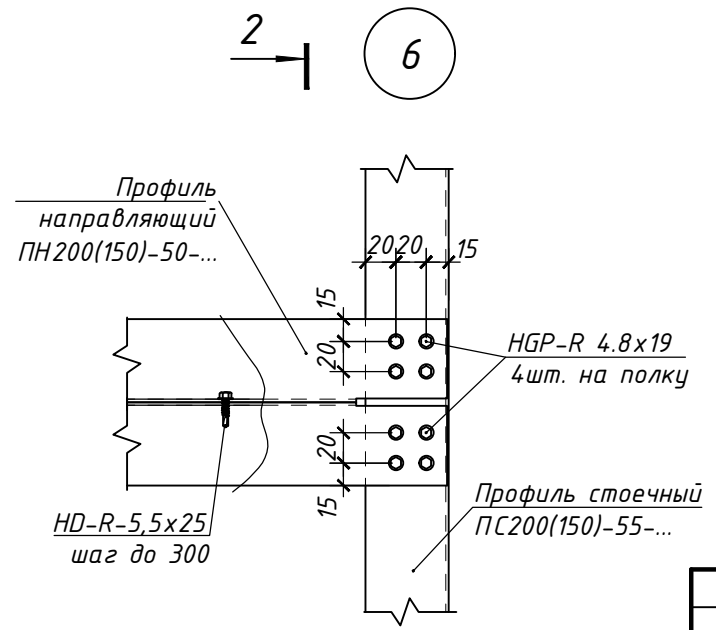 2
6
Профиль
направляющий
ПН200(150)-50-...
20 20 15
15
20
HGP-R 4.8x19
4шт. на полку
20
15
HD-R-5,5x25
шаг до 300
Профиль стоечный
ПС200(150)-55-...